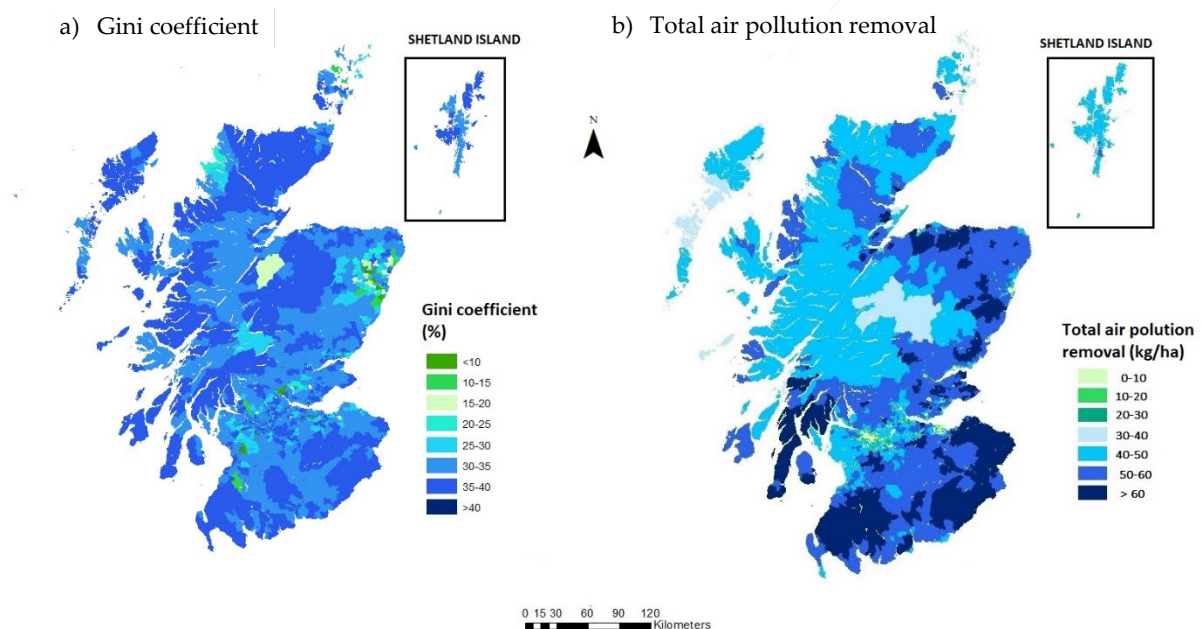 a) Gini coefficient
SHETLAND ISLAND
Gini coefficient
(%)
<10
10-15
15-20
20-25
25-30
30-35
35-40
>40
N
b) Total air pollution removal
SHETLAND ISLAND
Total air polution
removal (kg/ha)
0-10
10-20
20-30
30-40
40-50
50-60
> 60
0 15 30 60 90 120
Kilometers